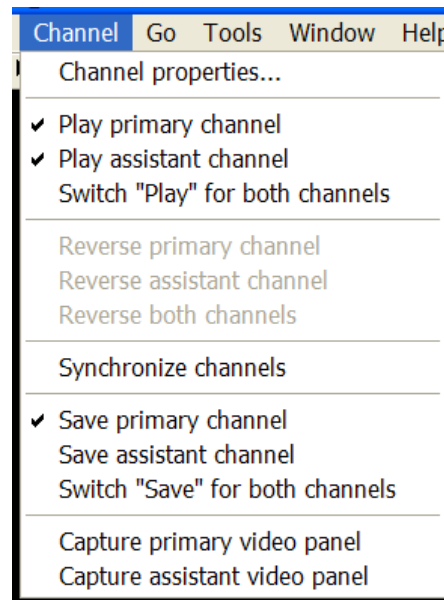 Channel Go Tools Window Help
Channel properties...
Play primary channel
Play assistant channel
Switch "Play" for both channels
Reverse primary channel
Reverse assistant channel
Reverse both channels
Synchronize channels
Save primary channel
Save assistant channel
Switch "Save" for both channels
Capture primary video panel
Capture assistant video panel